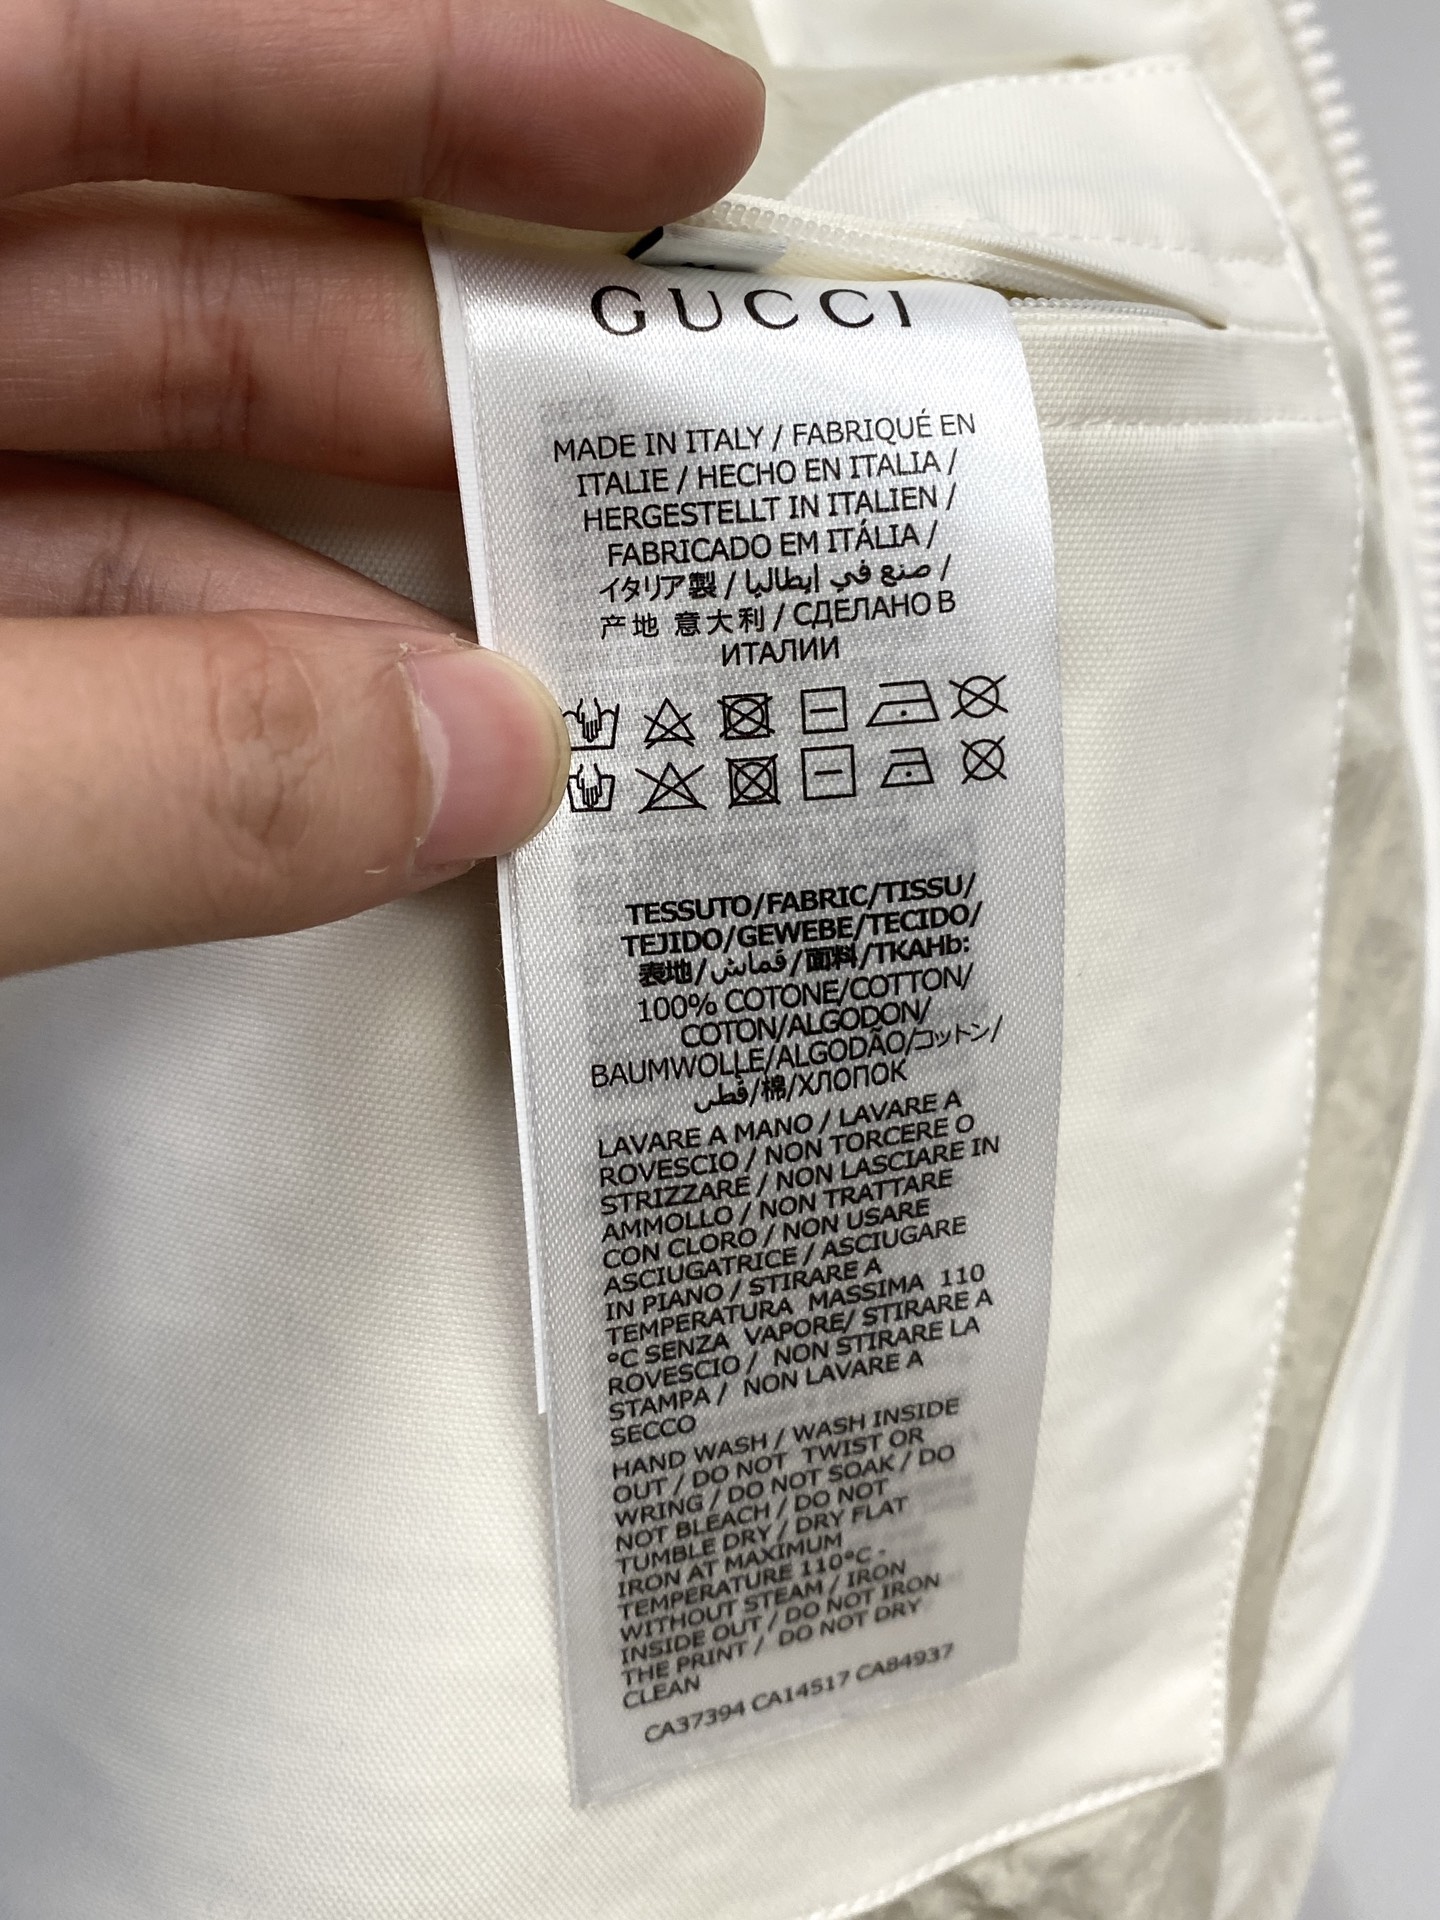 GUCCI
MADE IN ITALY / FABRIQUÉ EN
ITALIE / HECHO EN ITALIA /
HERGESTELLT IN ITALIEN /
FABRICADO EM ITÁLIA /
イタリア製 / صنع في إيطاليا /
产地 意大利 / СДЕЛАНО В
ИТАЛИИ
TESSUTO/FABRIC/TISSU/
TEJIDO/GEWEBE/TECIDO/
表地/قماش/面料/TKAHb:
100% COTONE/COTTON/
COTON/ALGODON/
BAUMWOLLE/ALGODÃO/コットン/
قُطن/棉/ХЛОПОК
LAVARE A MANO / LAVARE A
ROVESCIO / NON TORCERE O
STRIZZARE / NON LASCIARE IN
AMMOLLO / NON TRATTARE
CON CLORO / NON USARE
ASCIUGATRICE / ASCIUGARE
IN PIANO / STIRARE A
TEMPERATURA MASSIMA 110
°C SENZA VAPORE/ STIRARE A
ROVESCIO / NON STIRARE LA
STAMPA / NON LAVARE A
SECCO
HAND WASH / WASH INSIDE
OUT / DO NOT TWIST OR
WRING / DO NOT SOAK / DO
NOT BLEACH / DO NOT
TUMBLE DRY / DRY FLAT
IRON AT MAXIMUM
TEMPERATURE 110°C -
WITHOUT STEAM / IRON
INSIDE OUT / DO NOT IRON
THE PRINT / DO NOT DRY
CLEAN
CA37394 CA14517 CA84937